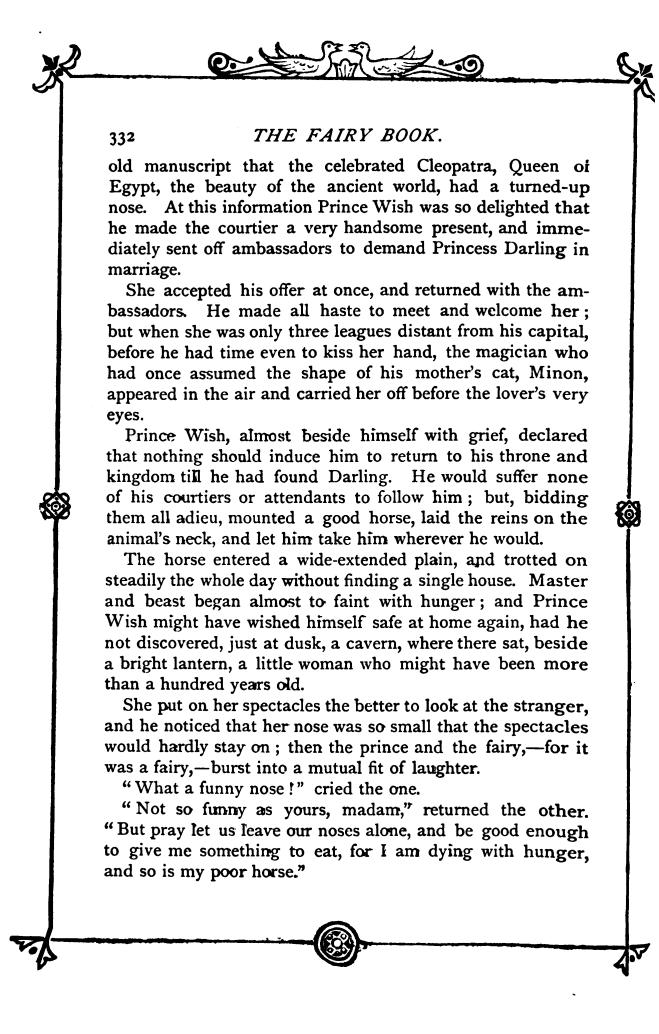 332 THE FAIRY BOOK.
old manuscript that the celebrated Cleopatra, Queen of
Egypt, the beauty of the ancient world, had a turned-up
nose. At this information Prince Wish was so delighted that
he made the courtier a very handsome present, and imme-
diately sent off ambassadors to demand Princess Darling in
marriage.
She accepted his offer at once, and returned with the am-
bassadors. He made all haste to meet and welcome her ;
but when she was only three leagues distant from his capital,
before he had time even to kiss her hand, the magician who
had once assumed the shape of his mother's cat, Minon,
appeared in the air and carried her off before the lover's very
eyes.
Prince Wish, almost beside himself with grief, declared
that nothing should induce him to return to his throne and
kingdom till he had found Darling. He would suffer none
of his courtiers or attendants to follow him ; but, bidding
them all adieu, mounted a good horse, laid the reins on the
animal's neck, and let him take him wherever he would.
The horse entered a wide-extended plain, and trotted on
steadily the whole day without finding a single house. Master
and beast began almost to faint with hunger ; and Prince
Wish might have wished himself safe at home again, had he
not discovered, just at dusk, a cavern, where there sat, beside
a bright lantern, a little woman who might have been more
than a hundred years old.
She put on her spectacles the better to look at the stranger,
and he noticed that her nose was so small that the spectacles
would hardly stay on ; then the prince and the fairy,—for it
was a fairy,—burst into a mutual fit of laughter.
" What a funny nose ! " cried the one.
" Not so funny as yours, madam," returned the other.
" But pray let us leave our noses alone, and be good enough
to give me something to eat, for I am dying with hunger,
and so is my poor horse."